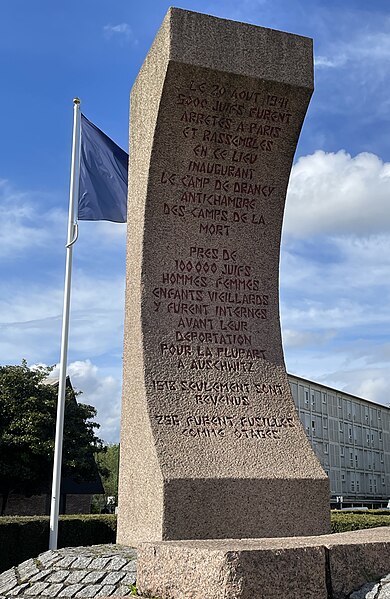 LE 20 AOUT 1941
5000 JUIFS FURENT
ARRETES A PARIS
ET RASSEMBLES
EN CE LIEU
INAUGURANT
LE CAMP DE DRANCY
ANTICHAMBRE
DES CAMPS DE LA
MORT
PRES DE
100 000 JUIFS
HOMMES FEMMES
ENFANTS VIEILLARDS
Y FURENT INTERNES
AVANT LEUR
DEPORTATION
POUR LA PLUPART
A AUSCHWITZ
1518 SEULEMENT SONT
REVENUS
256 FURENT FUSILLES
COMME OTAGES